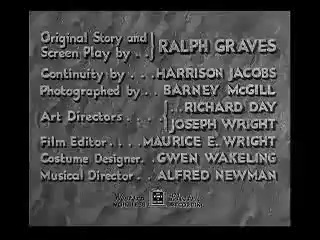 Original Story and
Screen Play by . . RALPH GRAVES
Continuity by . . . HARRISON JACOBS
Photographed by . . BARNEY McGILL
Art Directors . . . . . . . RICHARD DAY
JOSEPH WRIGHT
Film Editor . . . . MAURICE E. WRIGHT
Costume Designer . . GWEN WAKELING
Musical Director . . ALFRED NEWMAN
RECORDING